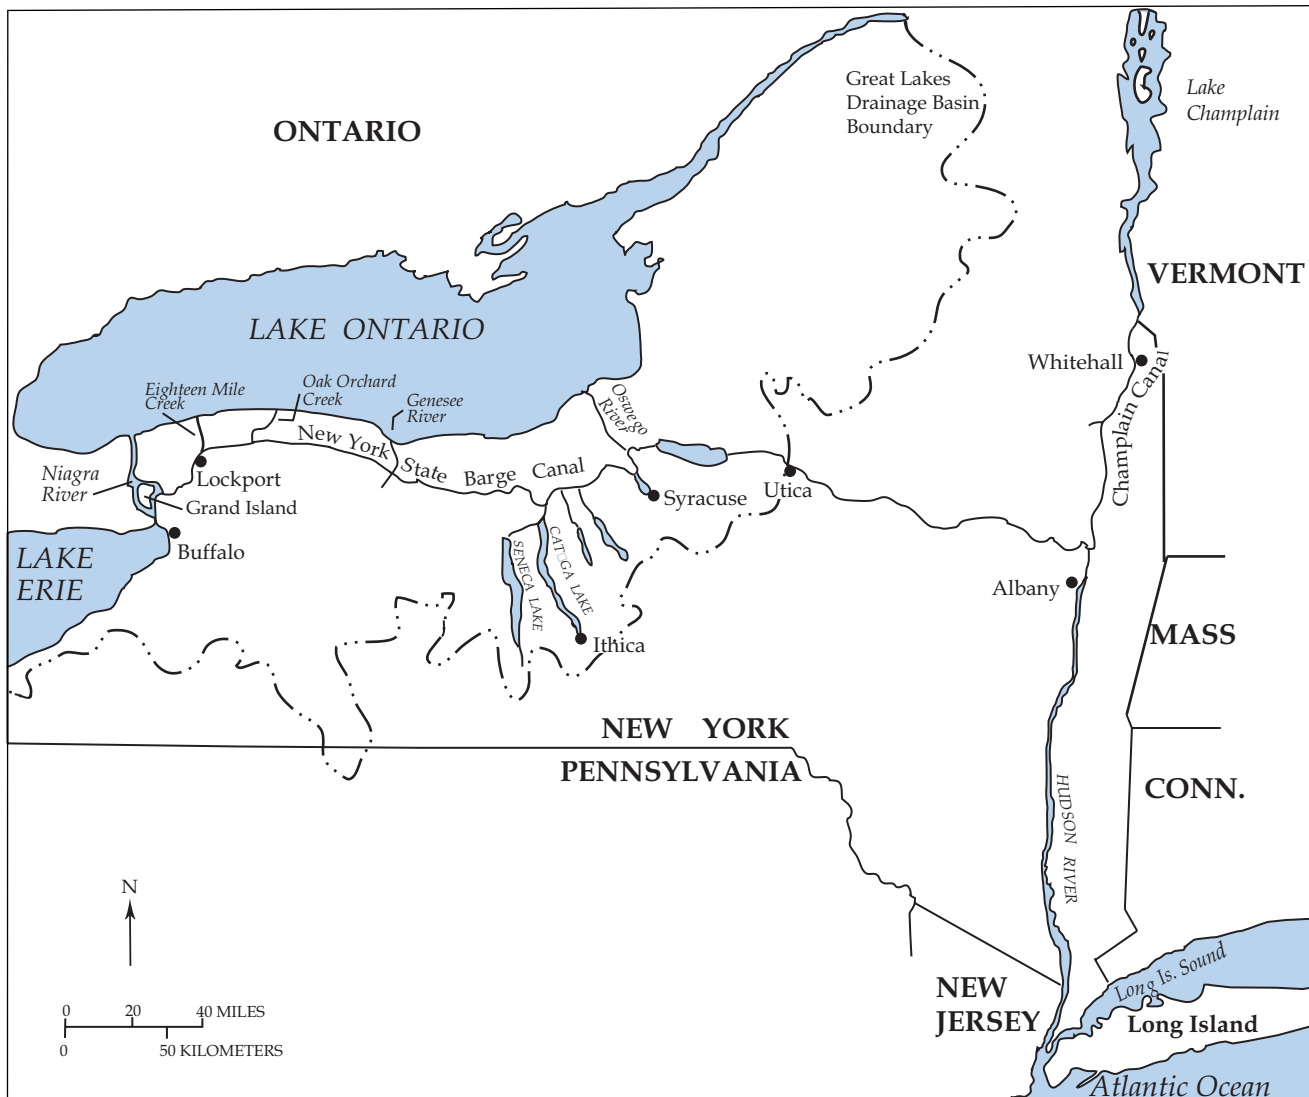 ONTARIO
Great Lakes
Drainage Basin
Boundary
Lake
Champlain
VERMONT
LAKE ONTARIO
Whitehall
Champlain Canal
Eighteen Mile
Creek
Oak Orchard
Creek
Genesee
River
Oswego
River
New York State Barge Canal
Niagra
River
Lockport
Grand Island
Syracuse
Utica
Buffalo
LAKE
ERIE
SENECA LAKE
CAT□GA LAKE
Ithica
Albany
MASS
NEW YORK
PENNSYLVANIA
CONN.
HUDSON RIVER
N
NEW
JERSEY
Long Is. Sound
Long Island
Atlantic Ocean
0 20 40 MILES
0 50 KILOMETERS